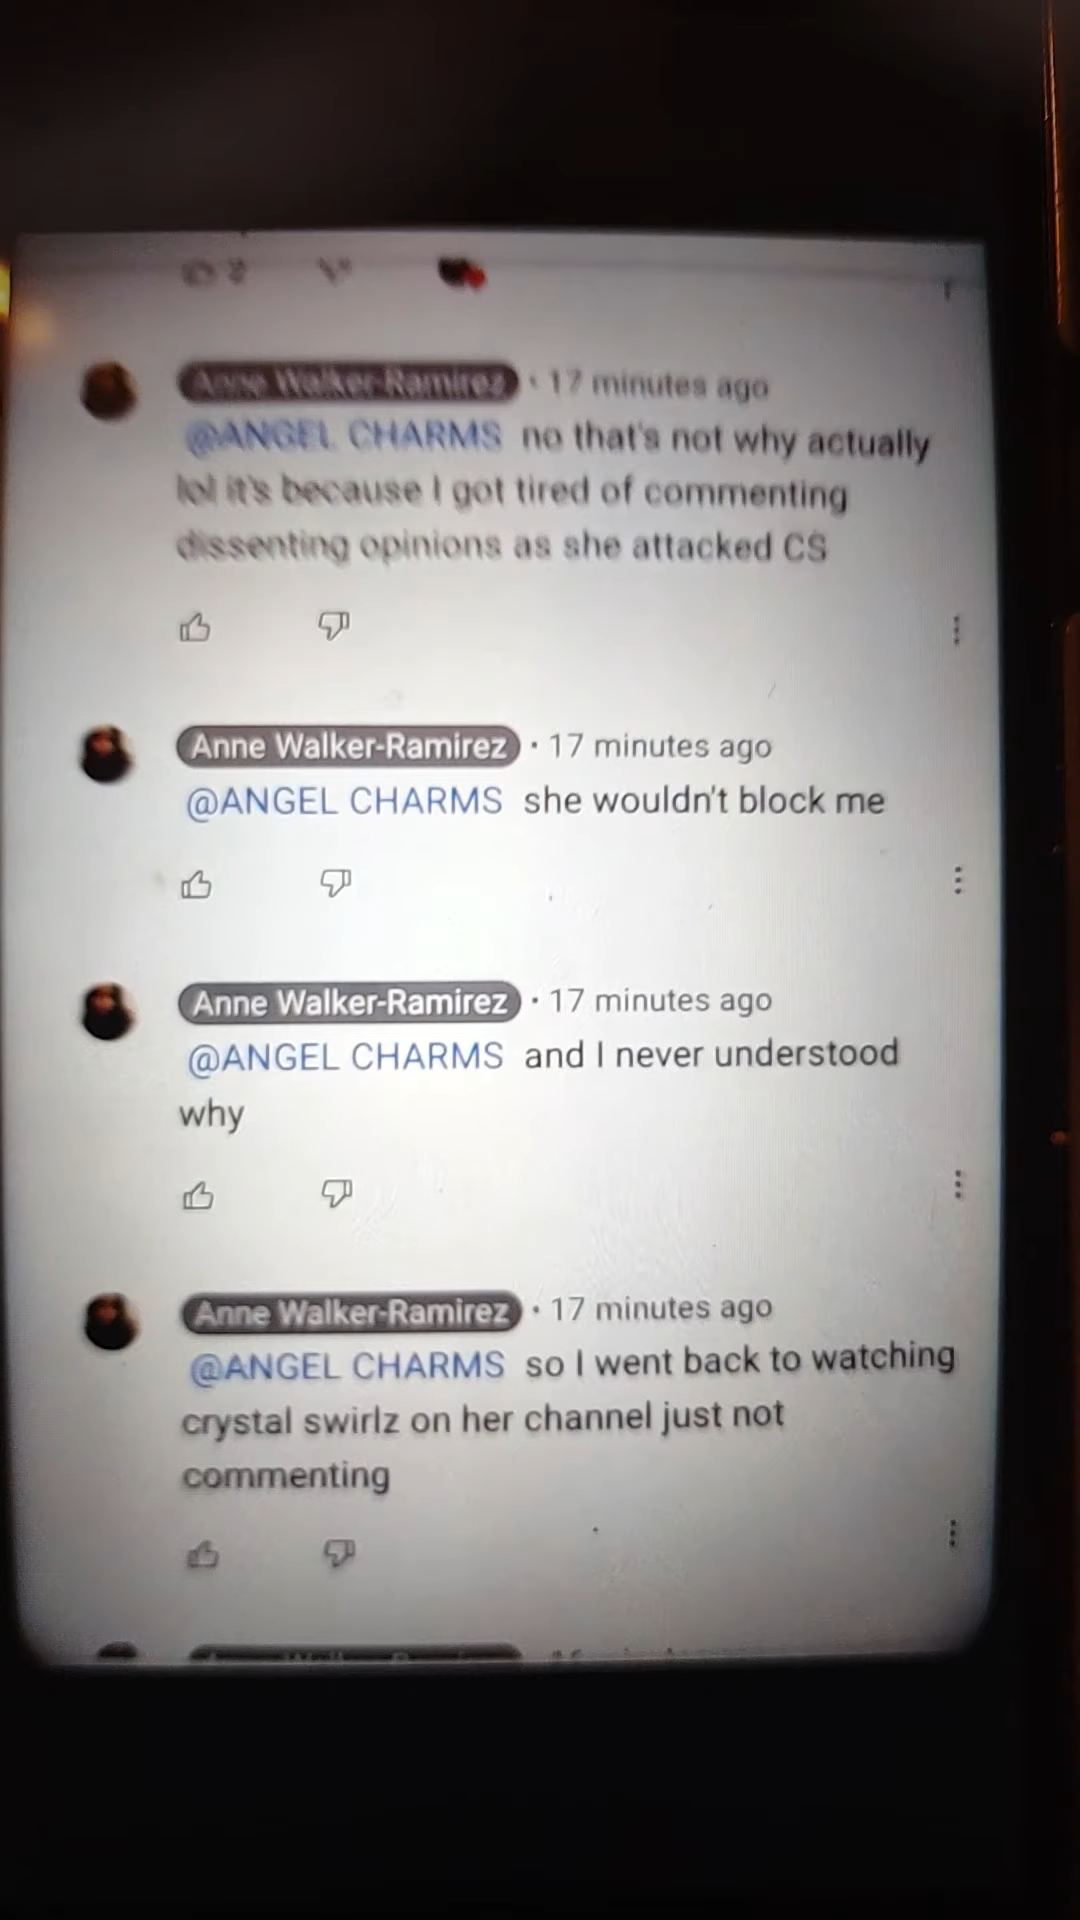 Anne Walker-Ramirez · 17 minutes ago
@ANGEL CHARMS no that's not why actually
lol it's because I got tired of commenting
dissenting opinions as she attacked CS
Anne Walker-Ramirez · 17 minutes ago
@ANGEL CHARMS she wouldn't block me
Anne Walker-Ramirez · 17 minutes ago
@ANGEL CHARMS and I never understood
why
Anne Walker-Ramirez · 17 minutes ago
@ANGEL CHARMS so I went back to watching
crystal swirlz on her channel just not
commenting